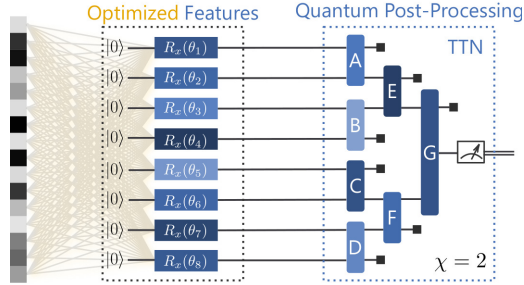 Optimized Features
Quantum Post-Processing
TTN
|0⟩ Rₓ(θ₁)
|0⟩ Rₓ(θ₂)
|0⟩ Rₓ(θ₃)
|0⟩ Rₓ(θ₄)
|0⟩ Rₓ(θ₅)
|0⟩ Rₓ(θ₆)
|0⟩ Rₓ(θ₇)
|0⟩ Rₓ(θ₈)
A
B
C
D
E
F
G
χ = 2